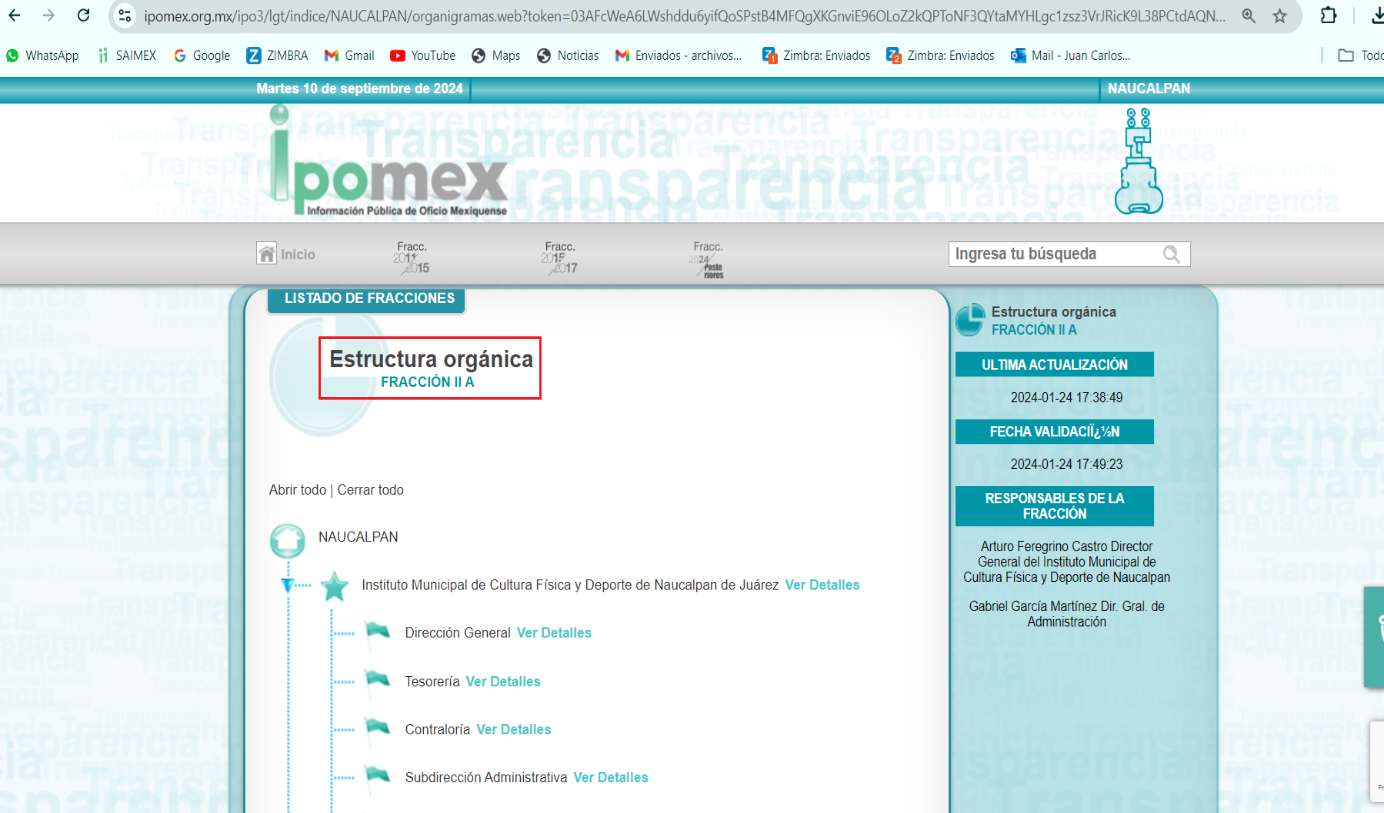 ipomex.org.mx/ipo3/lgt/indice/NAUCALPAN/organigramas.web?token=03AFcWeA6LWshddu6yifQoSPstB4MFQgXKGnviE96OLoZ2kQPToNF3QYtaMYHLgc1zsz3VrJRicK9L38PCtdAQN...
WhatsApp SAIMEX Google ZIMBRA Gmail YouTube Maps Noticias Enviados - archivos... Zimbra: Enviados Zimbra: Enviados Mail - Juan Carlos... Todo
Martes 10 de septiembre de 2024 NAUCALPAN
ipomex
Información Pública de Oficio Mexiquense
Inicio
Fracc.
2015
Fracc.
2017
Fracc.
2024/
Poste
riores
Ingresa tu búsqueda
LISTADO DE FRACCIONES
Estructura orgánica
FRACCIÓN II A
Abrir todo | Cerrar todo
NAUCALPAN
Instituto Municipal de Cultura Física y Deporte de Naucalpan de Juárez Ver Detalles
Dirección General Ver Detalles
Tesorería Ver Detalles
Contraloría Ver Detalles
Subdirección Administrativa Ver Detalles
Estructura orgánica
FRACCIÓN II A
ULTIMA ACTUALIZACIÓN
2024-01-24 17:38:49
FECHA VALIDACIÏ¿½N
2024-01-24 17:49:23
RESPONSABLES DE LA
FRACCIÓN
Arturo Feregrino Castro Director
General del Instituto Municipal de
Cultura Física y Deporte de Naucalpan
Gabriel García Martínez Dir. Gral. de
Administración